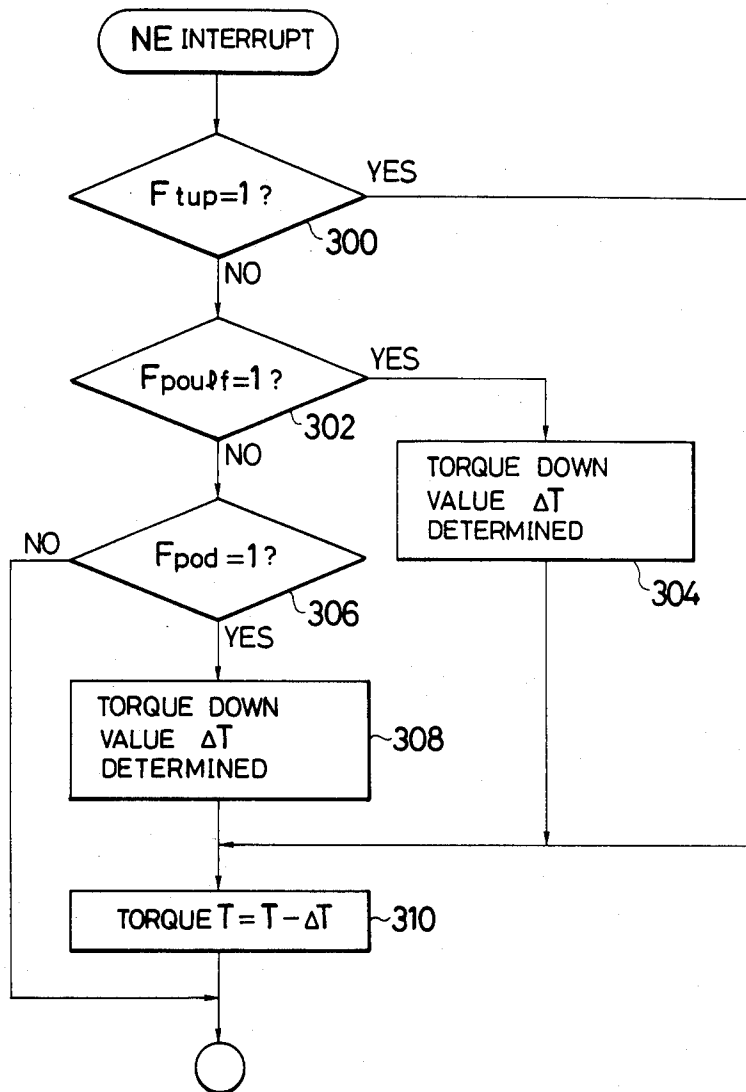 NE INTERRUPT
Ftup=1?
YES
300
NO
Fpoulf=1?
YES
302
NO
TORQUE DOWN
VALUE ΔT
DETERMINED
304
Fpod=1?
NO
306
YES
TORQUE DOWN
VALUE ΔT
DETERMINED
308
TORQUE T=T-ΔT
310